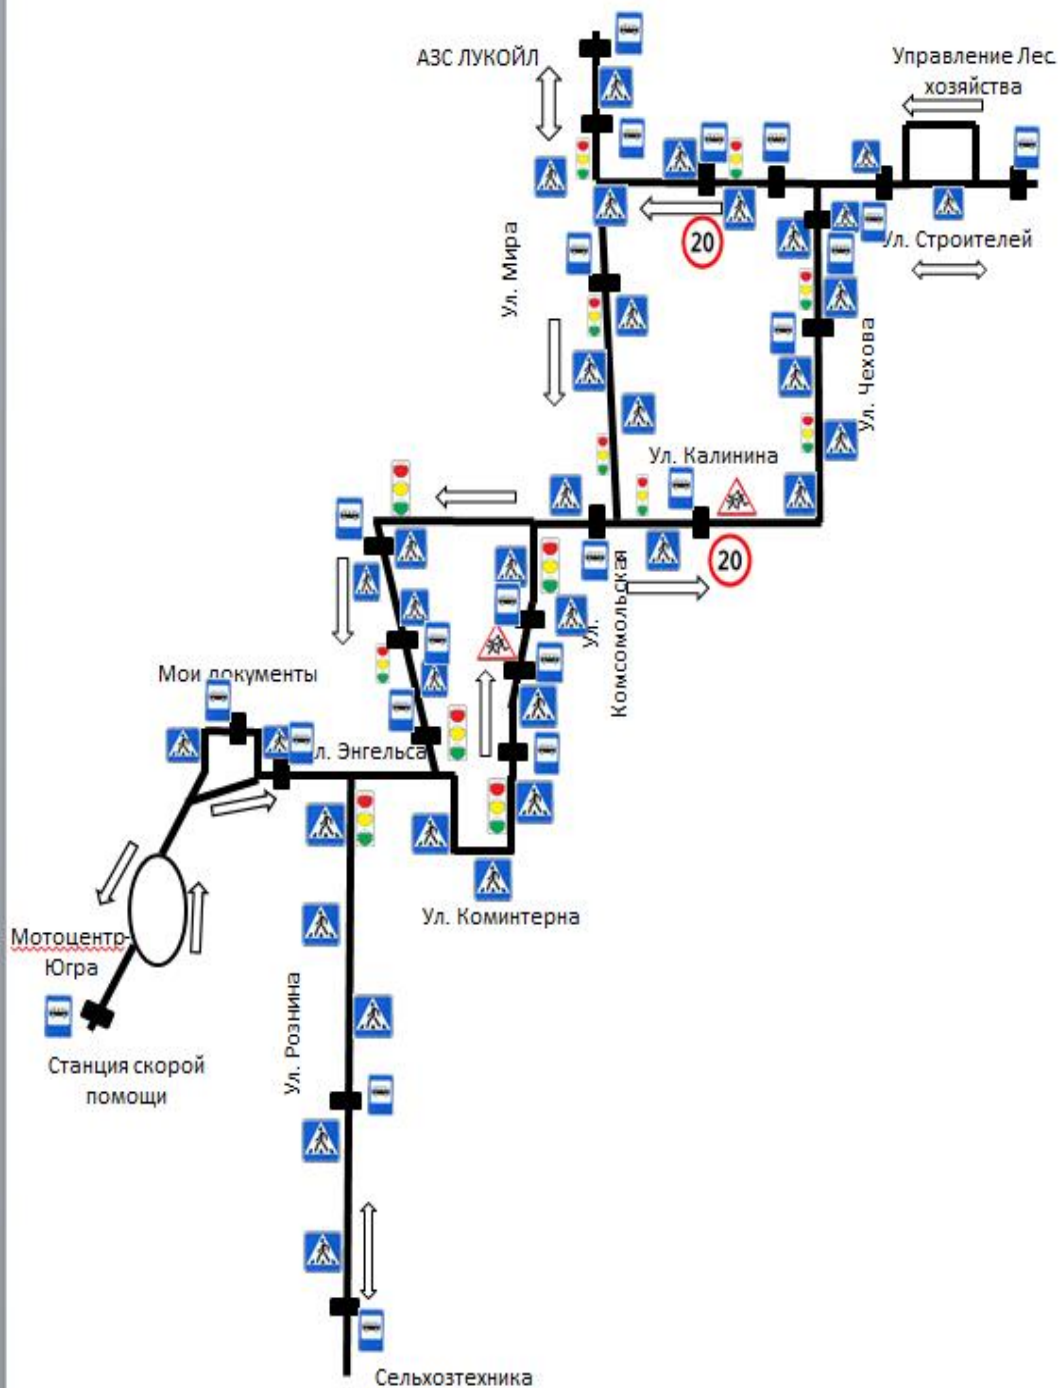 АЗС ЛУКОЙЛ
Управление Лес.
хозяйства
20
Ул. Строителей
Ул. Мира
Ул. Чехова
Ул. Калинина
20
Ул.
Комсомольская
Мои документы
л. Энгельса
Ул. Коминтерна
Мотоцентр-
Югра
Ул. Рознина
Станция скорой
помощи
Сельхозтехника